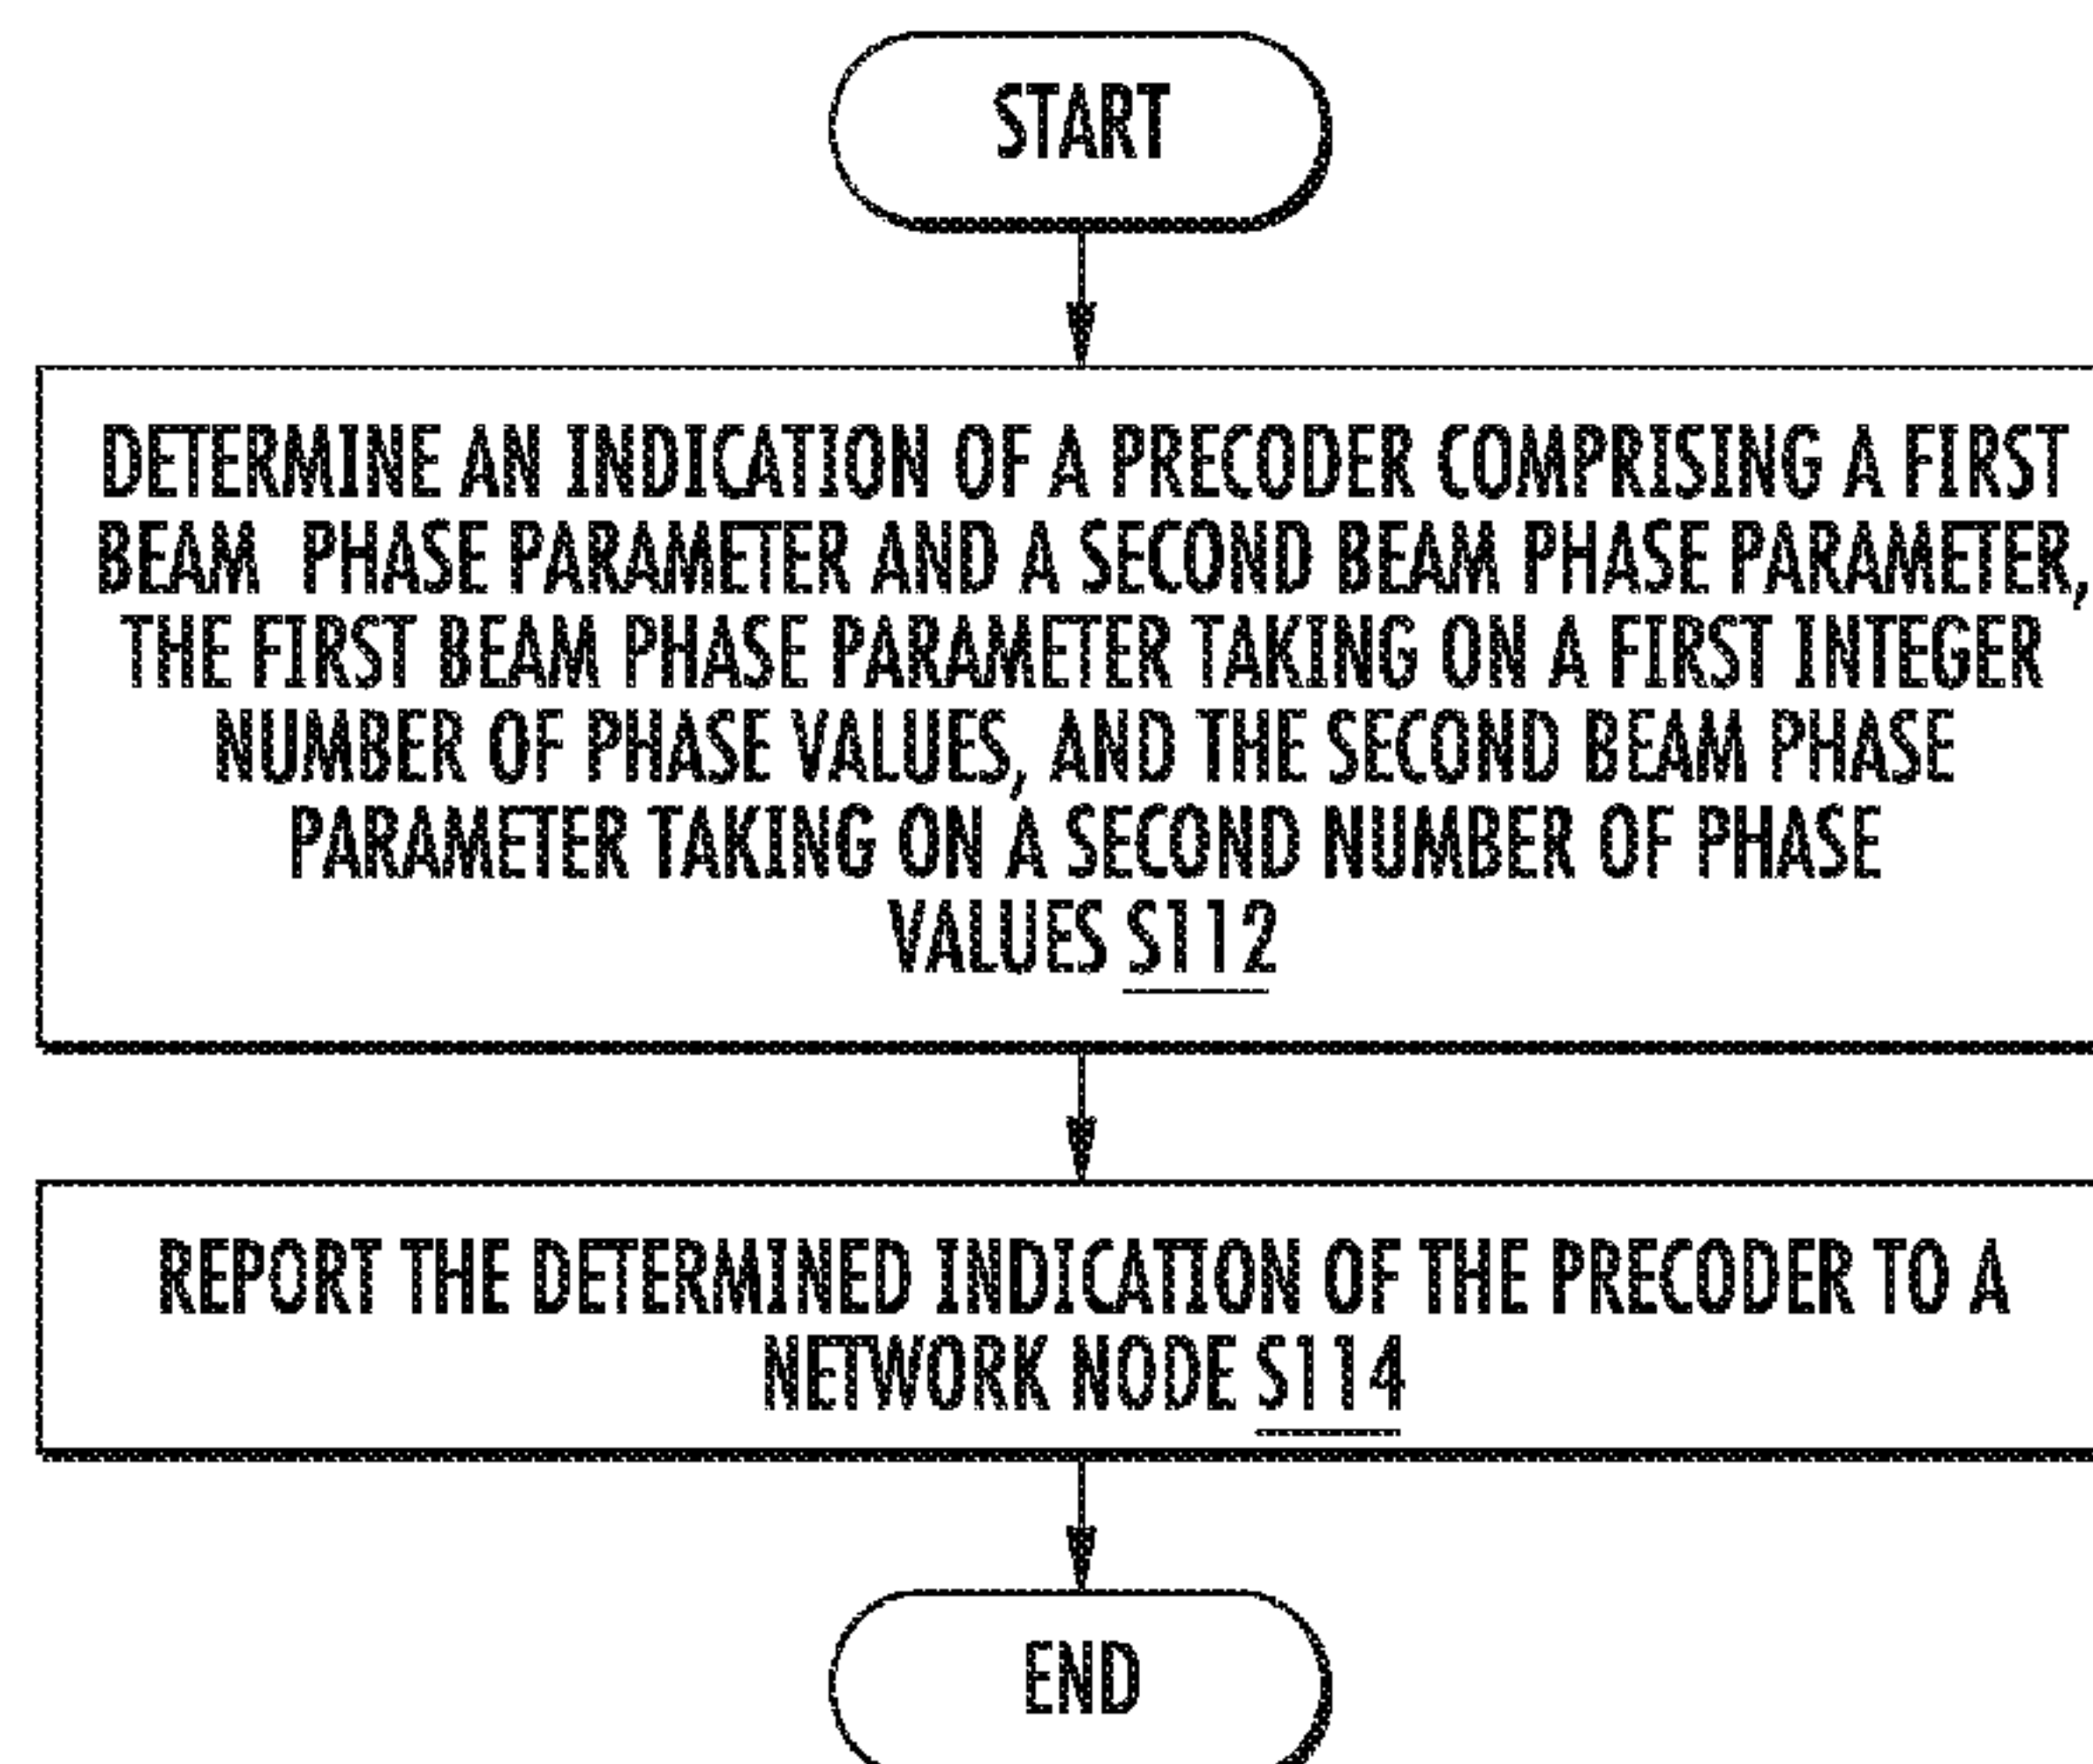 START
DETERMINE AN INDICATION OF A PRECODER COMPRISING A FIRST
BEAM PHASE PARAMETER AND A SECOND BEAM PHASE PARAMETER,
THE FIRST BEAM PHASE PARAMETER TAKING ON A FIRST INTEGER
NUMBER OF PHASE VALUES, AND THE SECOND BEAM PHASE
PARAMETER TAKING ON A SECOND NUMBER OF PHASE
VALUES S112
REPORT THE DETERMINED INDICATION OF THE PRECODER TO A
NETWORK NODE S114
END